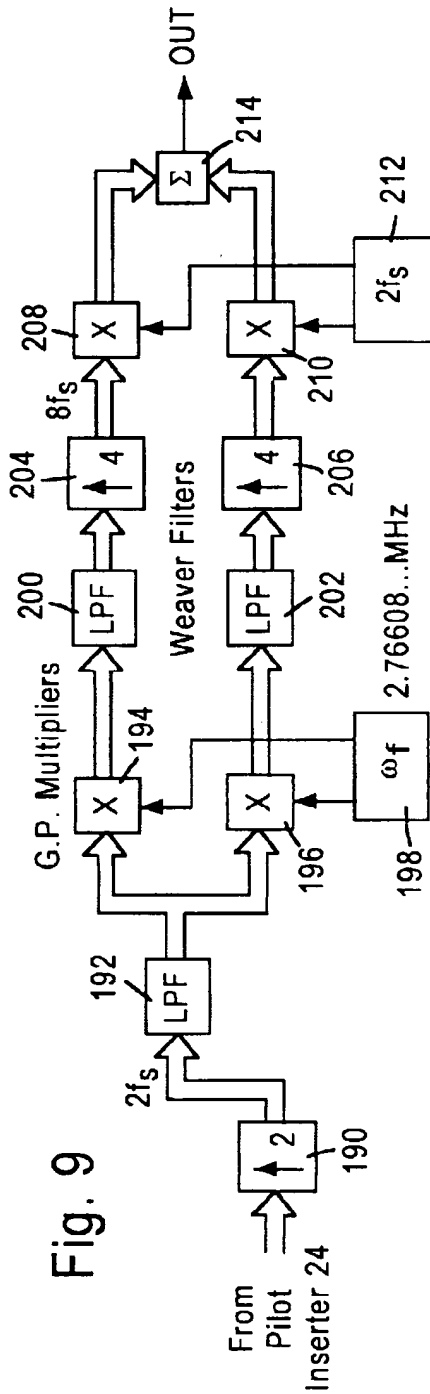 Fig. 9
From
Pilot
Inserter 24
↑ 2
190
2fs
LPF
192
G.P. Multipliers
X
194
X
196
ωf
198
2.76608...MHz
LPF
200
LPF
202
Weaver Filters
↑ 4
204
↑ 4
206
8fs
X
208
X
210
2fs
212
Σ
214
OUT